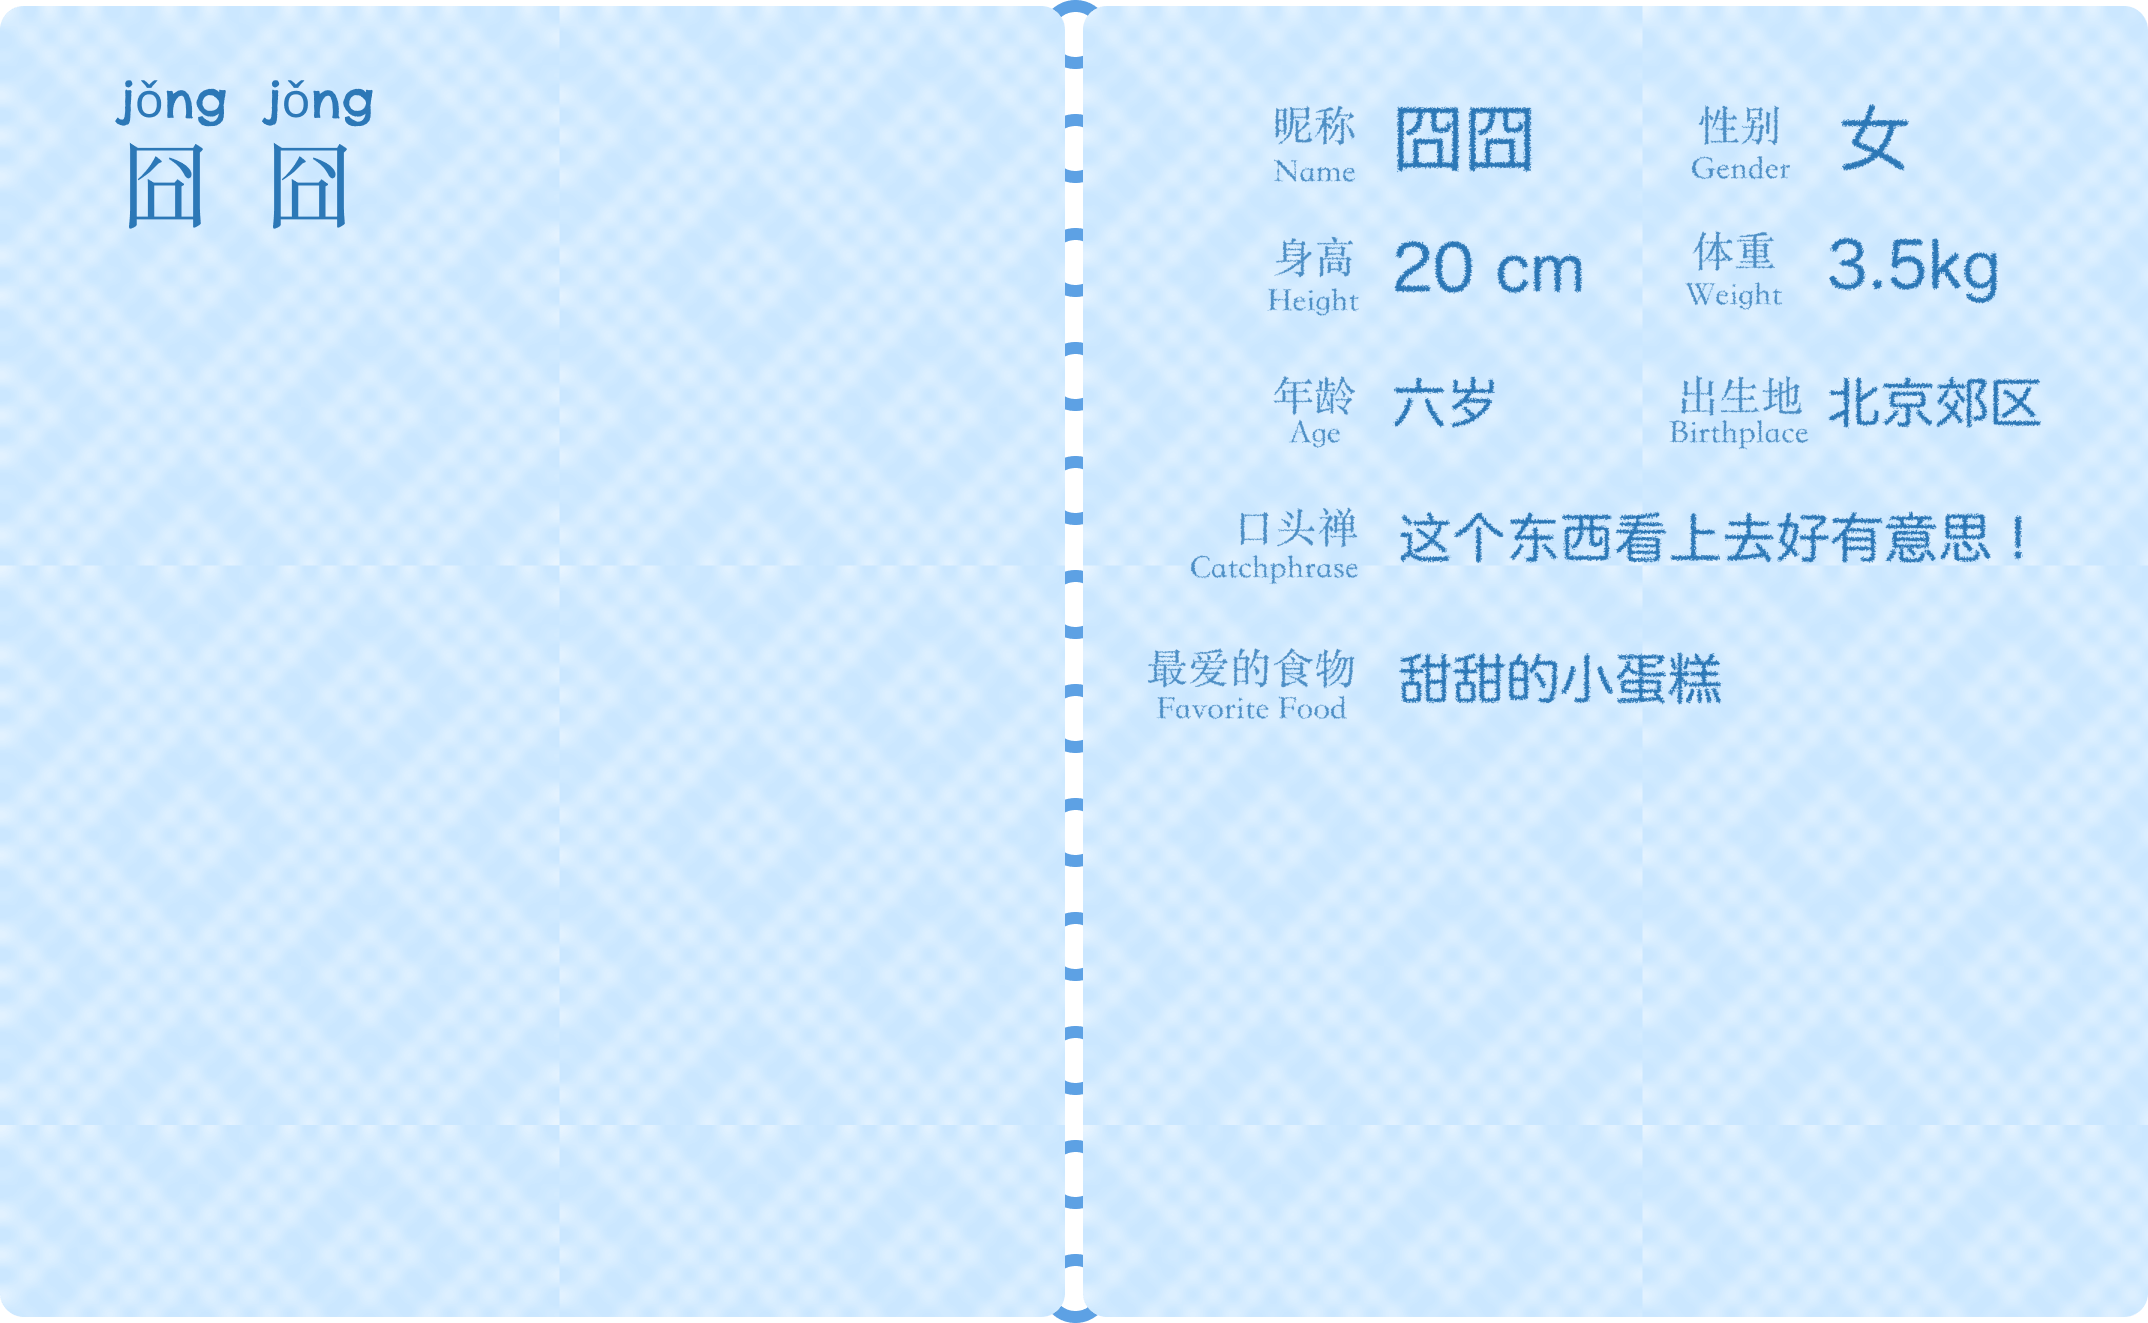 jǒng jǒng
囧 囧
昵称 囧囧 性别 女
Name Gender
身高 20 cm 体重 3.5kg
Height Weight
年龄 六岁 出生地 北京郊区
Age Birthplace
口头禅 这个东西看上去好有意思！
Catchphrase
最爱的食物 甜甜的小蛋糕
Favorite Food